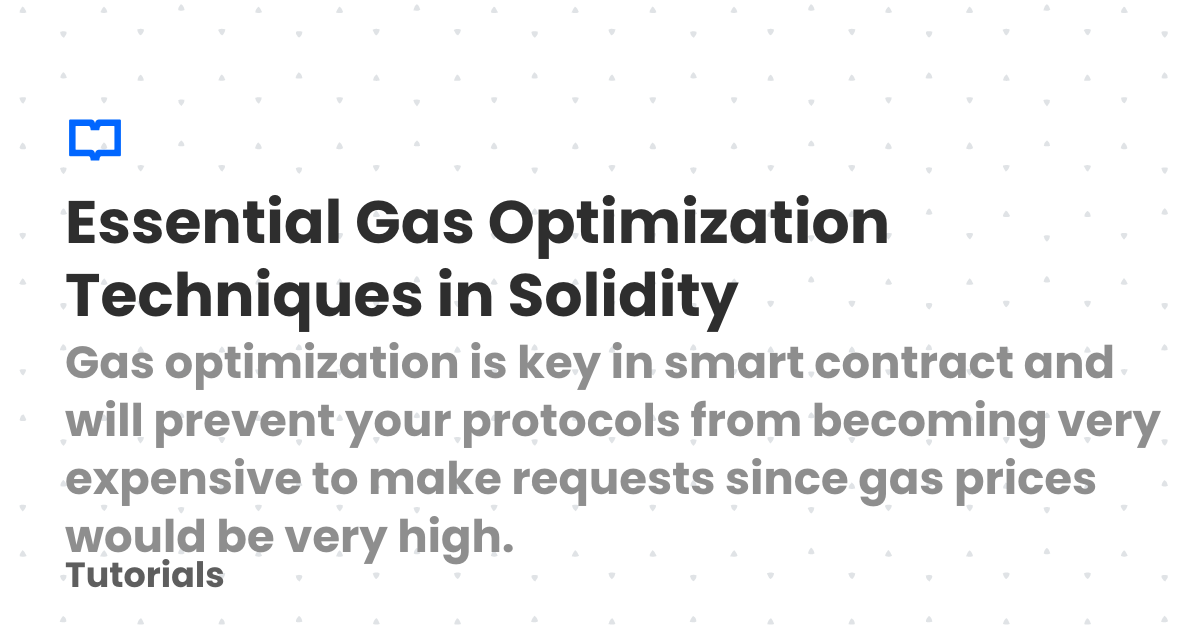 Essential Gas Optimization
Techniques in Solidity
Gas optimization is key in smart contract and
will prevent your protocols from becoming very
expensive to make requests since gas prices
would be very high.
Tutorials